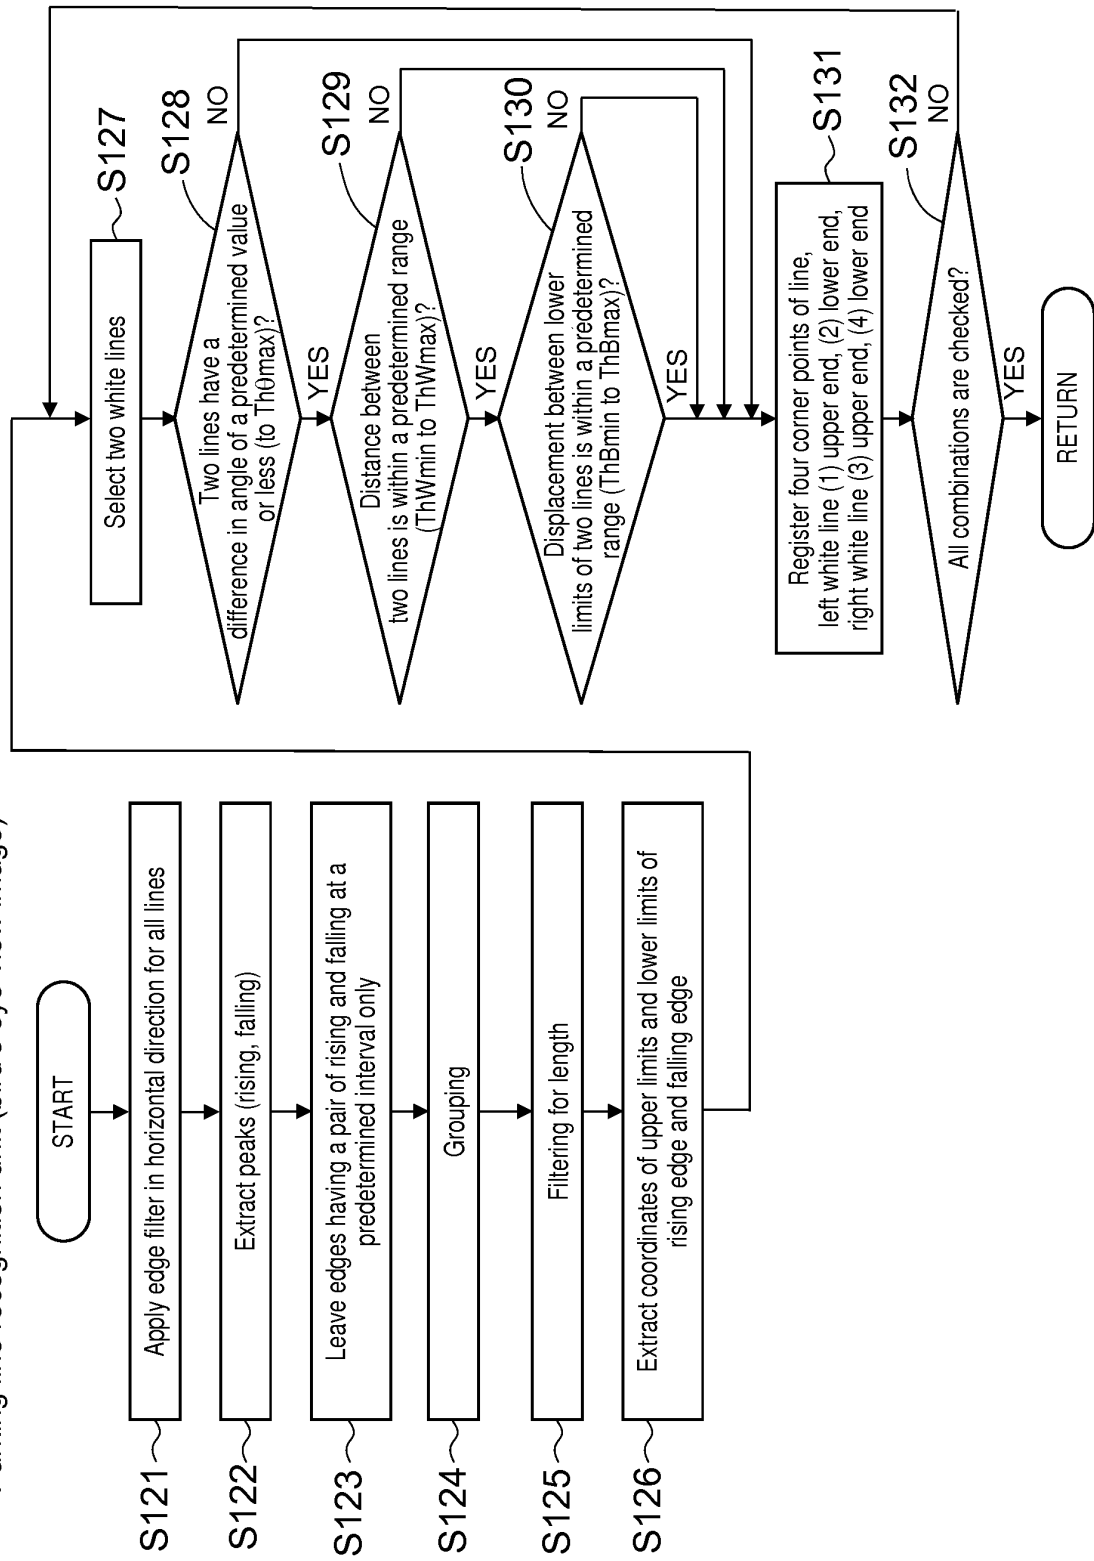 Parking line recognition unit (bird's eye view image)
START
S121
Apply edge filter in horizontal direction for all lines
S122
Extract peaks (rising, falling)
S123
Leave edges having a pair of rising and falling at a
predetermined interval only
S124
Grouping
S125
Filtering for length
S126
Extract coordinates of upper limits and lower limits of
rising edge and falling edge
S127
Select two white lines
S128
Two lines have a
difference in angle of a predetermined value
or less (to Thθmax)?
NO
YES
S129
Distance between
two lines is within a predetermined range
(ThWmin to ThWmax)?
NO
YES
S130
Displacement between lower
limits of two lines is within a predetermined
range (ThBmin to ThBmax)?
NO
YES
S131
Register four corner points of line,
left white line (1) upper end, (2) lower end,
right white line (3) upper end, (4) lower end
S132
All combinations are checked?
NO
YES
RETURN